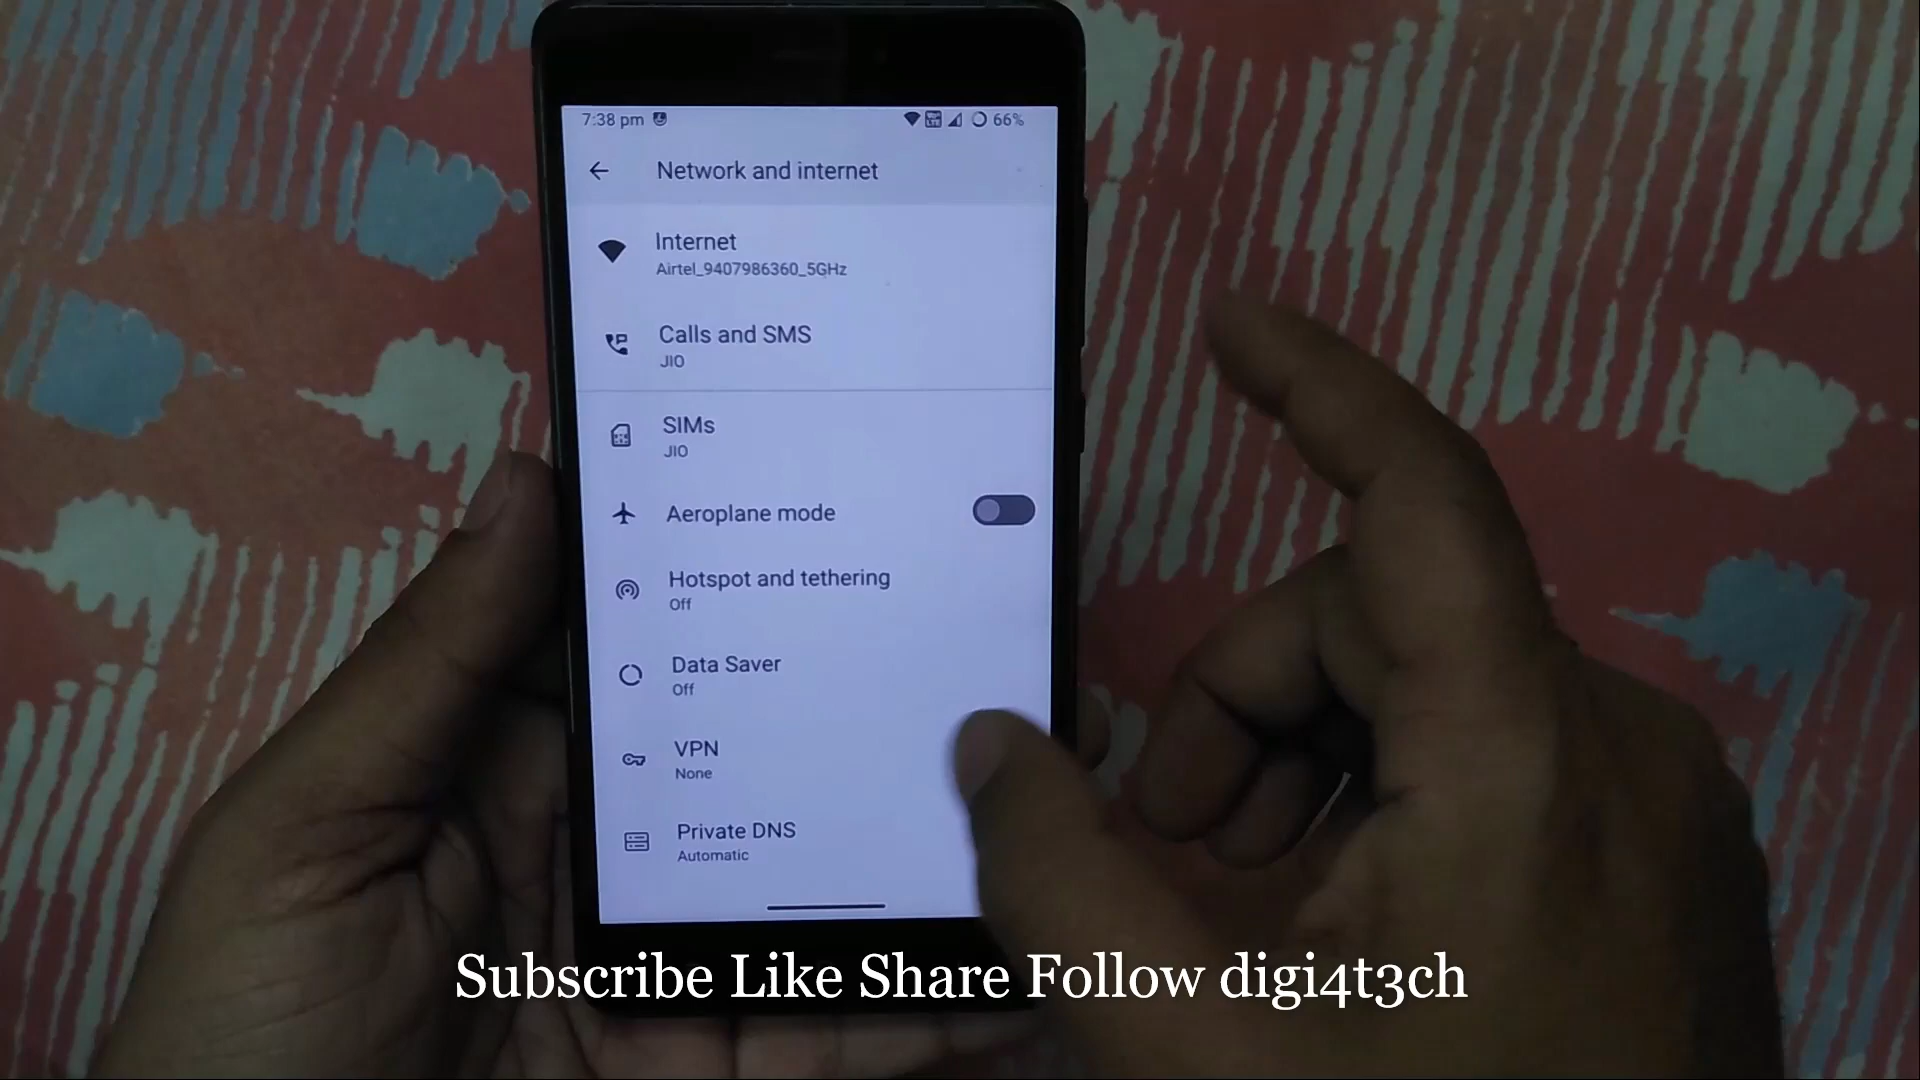 7:38 pm 66%
Network and internet
Internet
Airtel_9407986360_5GHz
Calls and SMS
JIO
SIMs
JIO
Aeroplane mode
Hotspot and tethering
Off
Data Saver
Off
VPN
None
Private DNS
Automatic
Subscribe Like Share Follow digi4t3ch